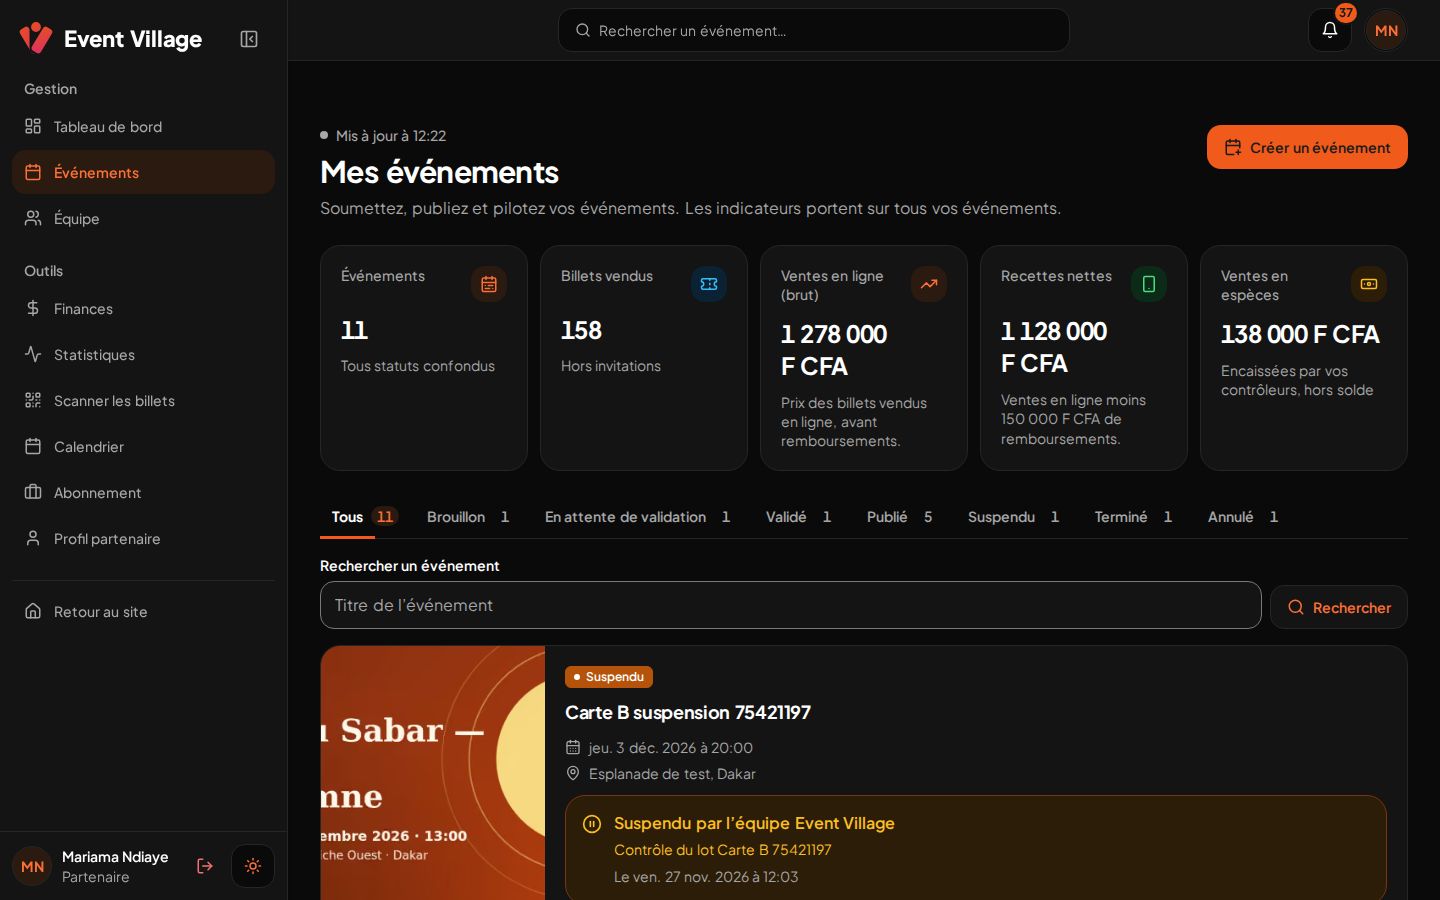 Event Village
Rechercher un événement...
37
MN
Gestion
Tableau de bord
Événements
Équipe
Outils
Finances
Statistiques
Scanner les billets
Calendrier
Abonnement
Profil partenaire
Retour au site
MN
Mariama Ndiaye
Partenaire
Mis à jour à 12:22
Mes événements
Soumettez, publiez et pilotez vos événements. Les indicateurs portent sur tous vos événements.
Créer un événement
Événements
11
Tous statuts confondus
Billets vendus
158
Hors invitations
Ventes en ligne
(brut)
1 278 000
F CFA
Prix des billets vendus
en ligne, avant
remboursements.
Recettes nettes
1 128 000
F CFA
Ventes en ligne moins
150 000 F CFA de
remboursements.
Ventes en
espèces
138 000 F CFA
Encaissées par vos
contrôleurs, hors solde
Tous 11 Brouillon 1 En attente de validation 1 Validé 1 Publié 5 Suspendu 1 Terminé 1 Annulé 1
Rechercher un événement
Titre de l’événement
Rechercher
Sabar —
mne
embre 2026 · 13:00
che Ouest · Dakar
Suspendu
Carte B suspension 75421197
jeu. 3 déc. 2026 à 20:00
Esplanade de test, Dakar
Suspendu par l’équipe Event Village
Contrôle du lot Carte B 75421197
Le ven. 27 nov. 2026 à 12:03